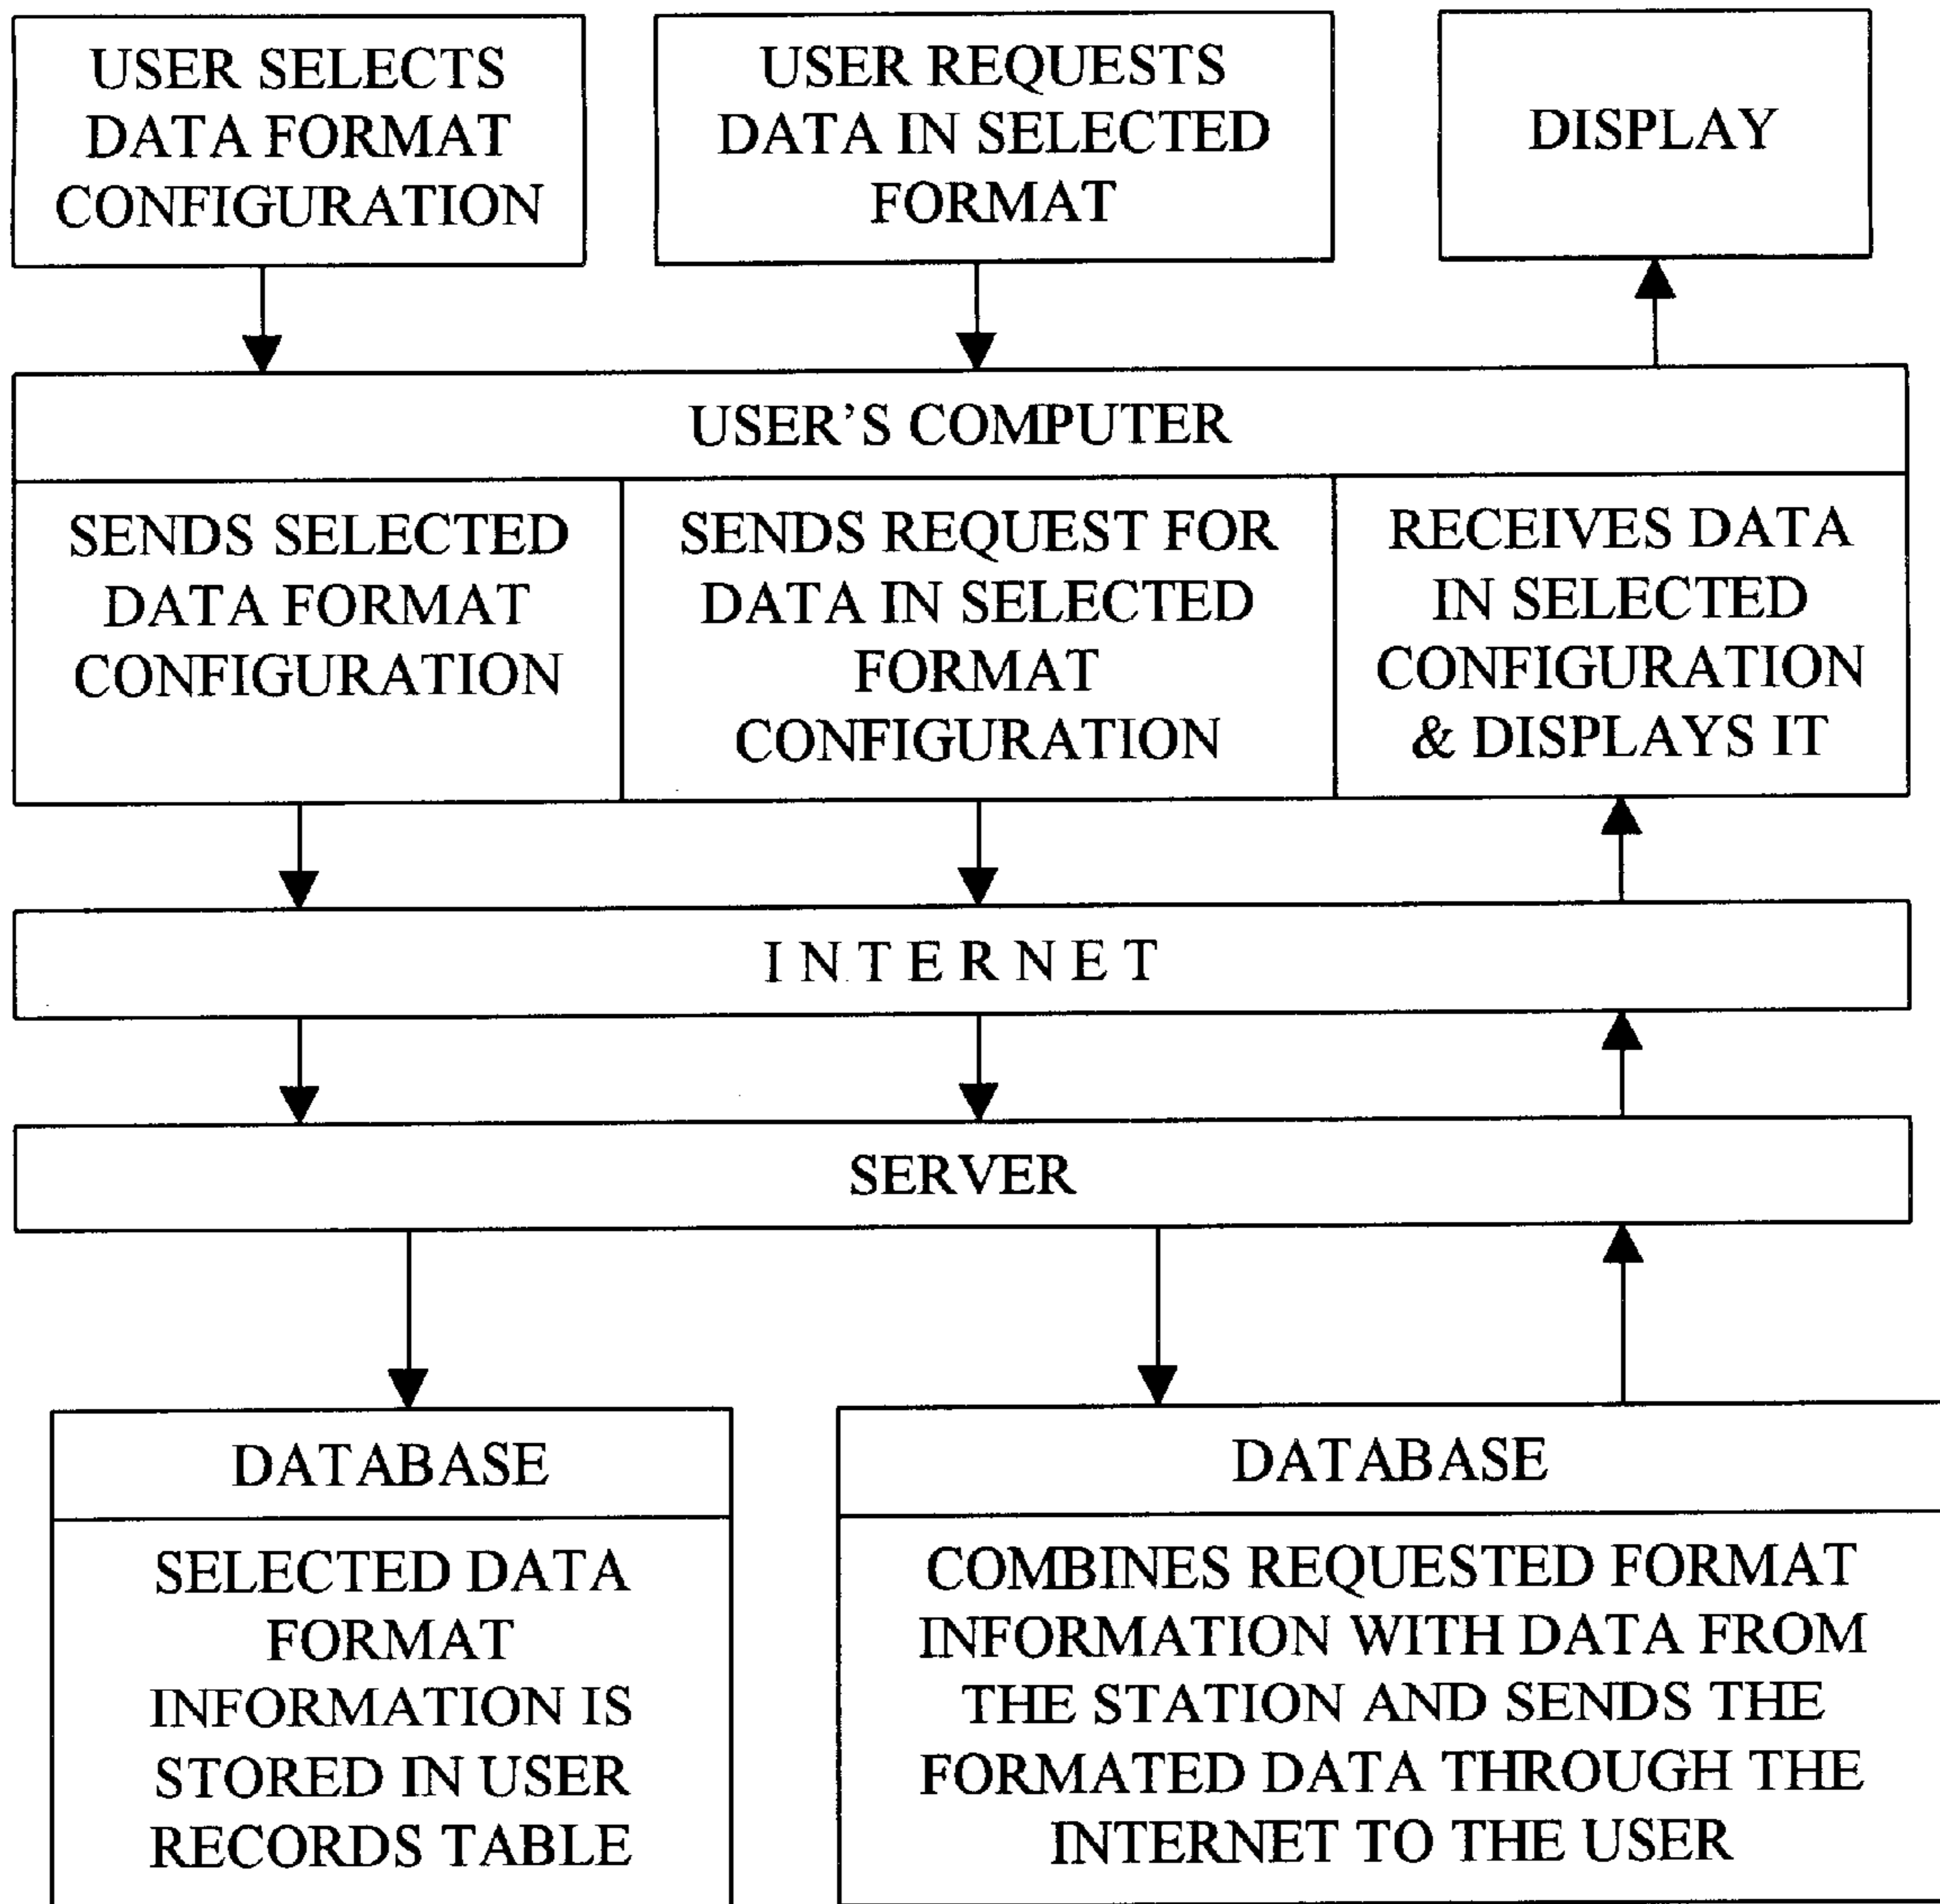 USER SELECTS
DATA FORMAT
CONFIGURATION
USER REQUESTS
DATA IN SELECTED
FORMAT
DISPLAY
USER'S COMPUTER
SENDS SELECTED
DATA FORMAT
CONFIGURATION
SENDS REQUEST FOR
DATA IN SELECTED
FORMAT
CONFIGURATION
RECEIVES DATA
IN SELECTED
CONFIGURATION
& DISPLAYS IT
I N T E R N E T
SERVER
DATABASE
SELECTED DATA
FORMAT
INFORMATION IS
STORED IN USER
RECORDS TABLE
DATABASE
COMBINES REQUESTED FORMAT
INFORMATION WITH DATA FROM
THE STATION AND SENDS THE
FORMATED DATA THROUGH THE
INTERNET TO THE USER